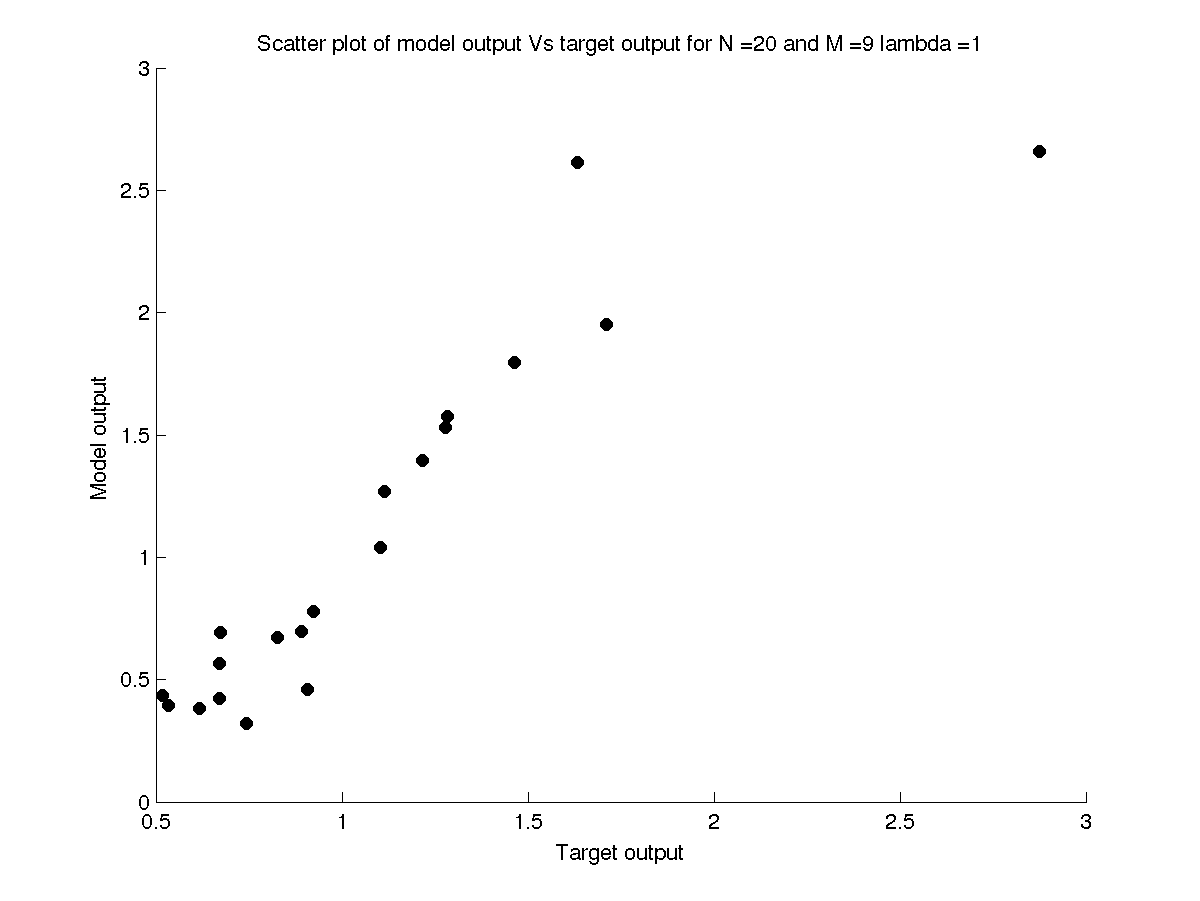 Scatter plot of model output Vs target output for N =20 and M =9 lambda =1
3
2.5
2
1.5
1
0.5
0
Model output
0.5 1 1.5 2 2.5 3
Target output